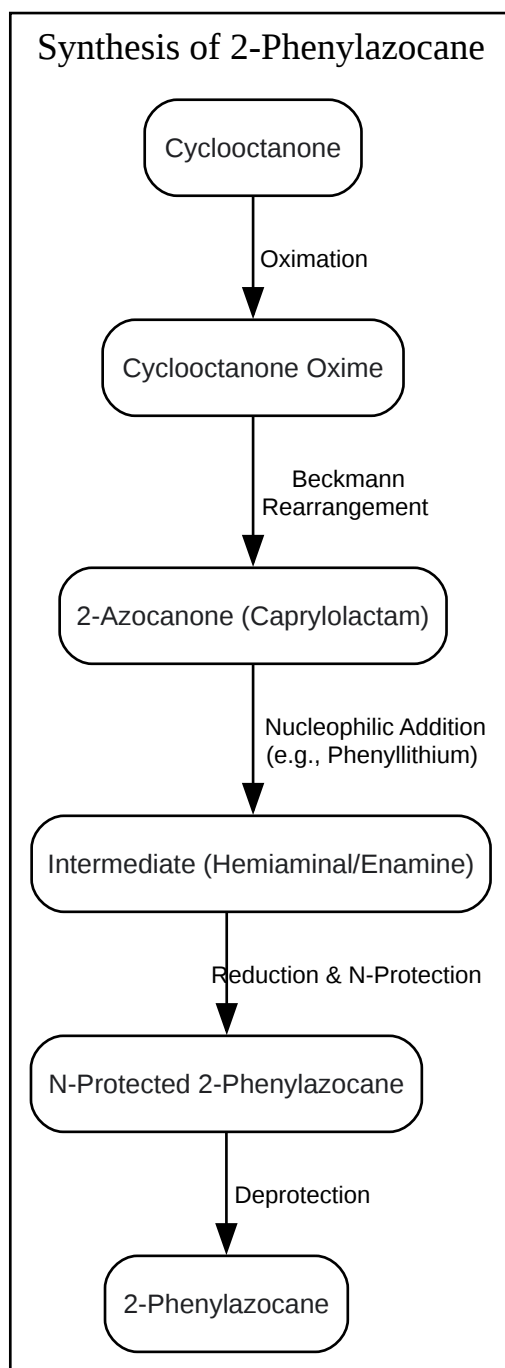 Synthesis of 2-Phenylazocane
Cyclooctanone
Oximation
Cyclooctanone Oxime
Beckmann
Rearrangement
2-Azocanone (Caprylolactam)
Nucleophilic Addition
(e.g., Phenyllithium)
Intermediate (Hemiaminal/Enamine)
Reduction & N-Protection
N-Protected 2-Phenylazocane
Deprotection
2-Phenylazocane